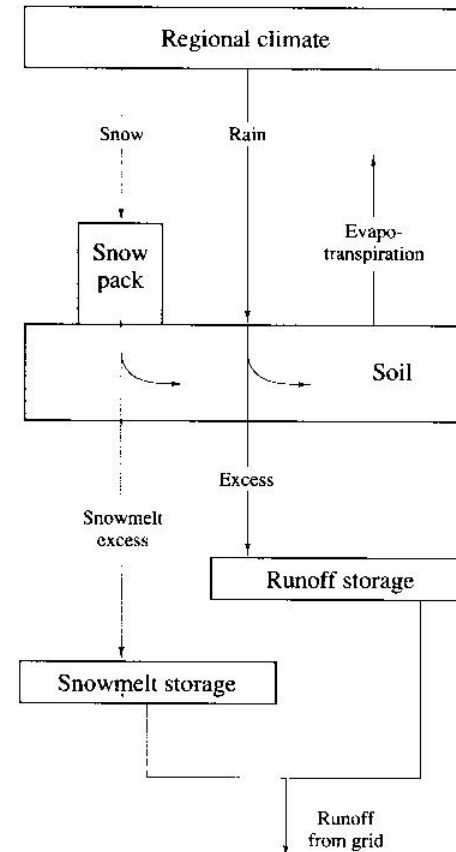 Regional climate
Snow
Rain
Evapo-
transpiration
Snow
pack
Soil
Excess
Snowmelt
excess
Runoff storage
Snowmelt storage
Runoff
from grid